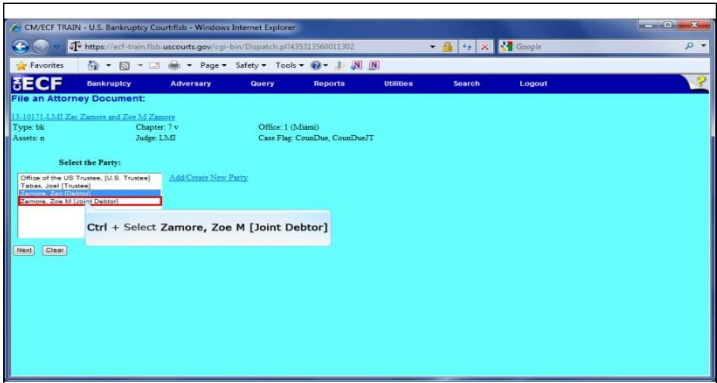 CM/ECF TRAIN - U.S. Bankruptcy Court:flsb - Windows Internet Explorer
https://ecf-train.flsb.uscourts.gov/cgi-bin/Dispatch.pl?435313560011302
Google
Favorites Page Safety Tools
ECF Bankruptcy Adversary Query Reports Utilities Search Logout ?
File an Attorney Document:
13-10171-LMI Zac Zamore and Zoe M Zamore
Type: bk Chapter: 7 v Office: 1 (Miami)
Assets: n Judge: LMI Case Flag: CounDue, CounDueJT
Select the Party:
Office of the US Trustee, [U.S. Trustee] Add/Create New Party
Tabas, Joel [Trustee]
Zamore, Zac [Debtor]
Zamore, Zoe M [Joint Debtor]
Ctrl + Select Zamore, Zoe M [Joint Debtor]
Next Clear